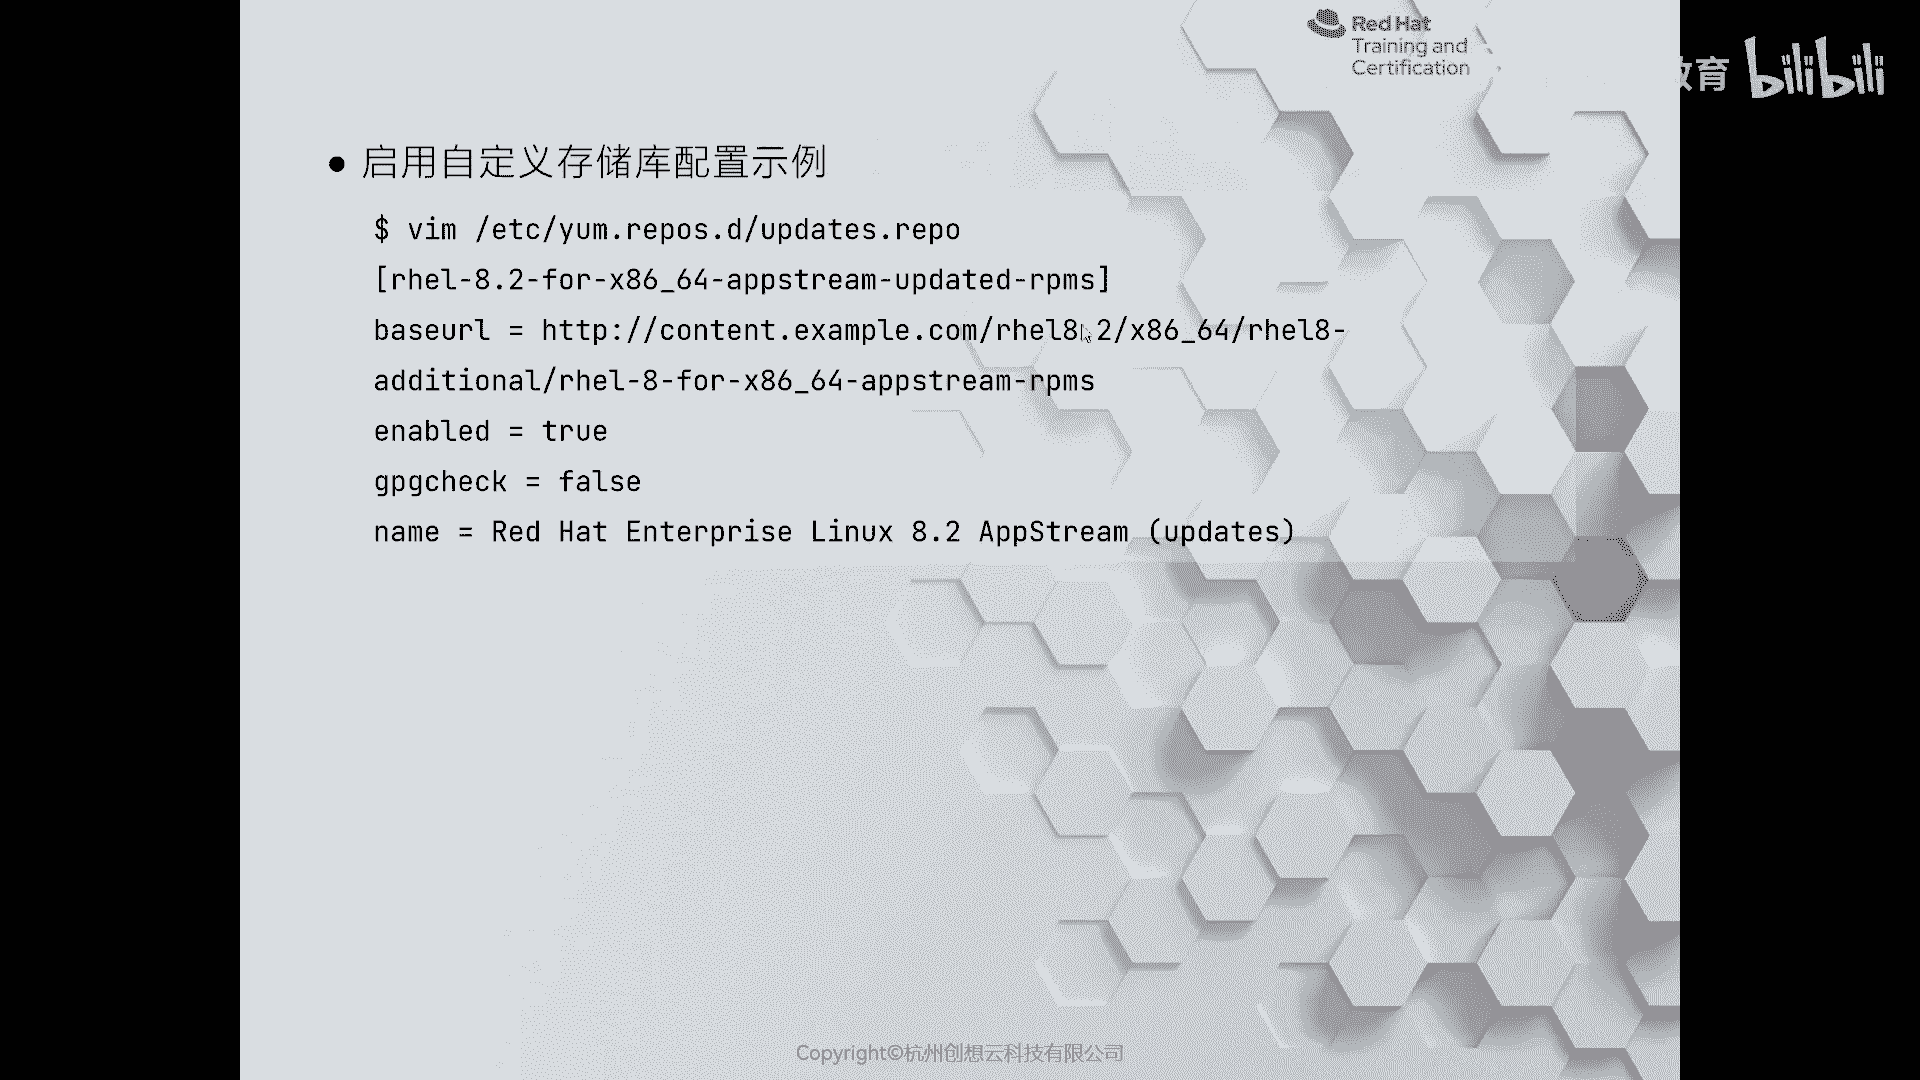 Red Hat
Training and
Certification
教育 bilibili
● 启用自定义存储库配置示例
$ vim /etc/yum.repos.d/updates.repo
[rhel-8.2-for-x86_64-appstream-updated-rpms]
baseurl = http://content.example.com/rhel8.2/x86_64/rhel8-
additional/rhel-8-for-x86_64-appstream-rpms
enabled = true
gpgcheck = false
name = Red Hat Enterprise Linux 8.2 AppStream (updates)
Copyright©杭州创想云科技有限公司